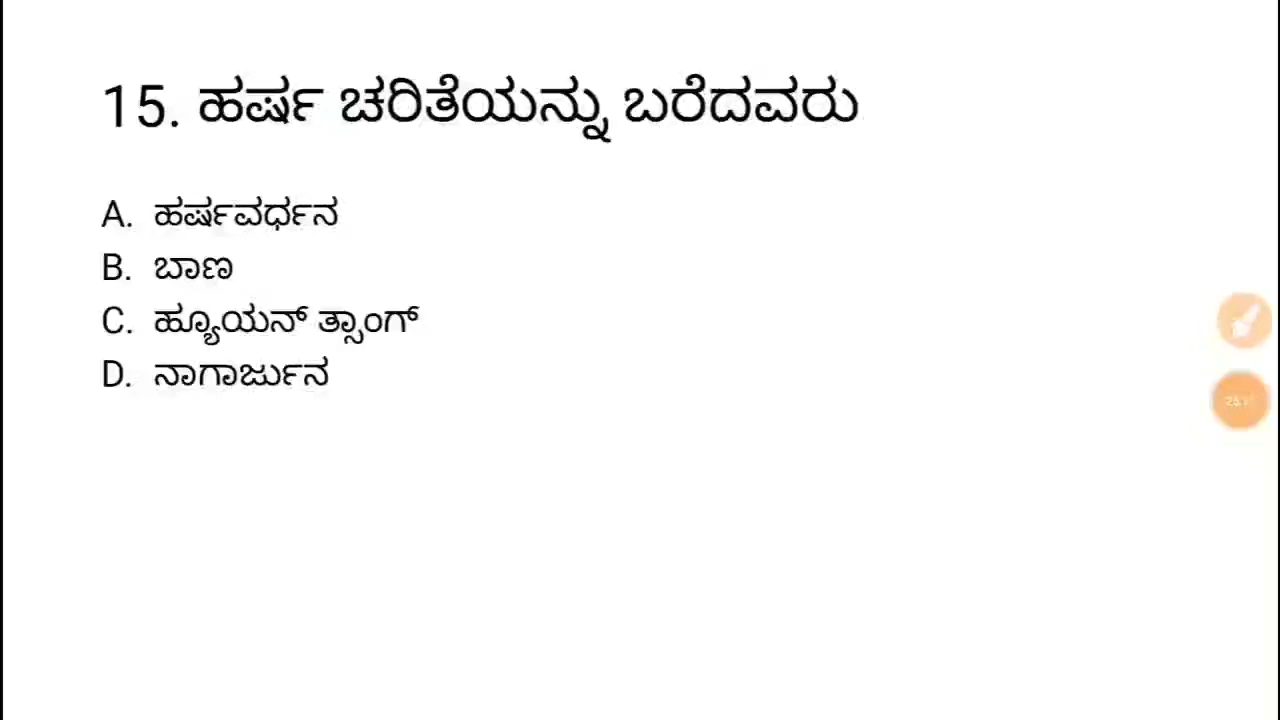 15. ಹರ್ಷ ಚರಿತೆಯನ್ನು ಬರೆದವರು
A. ಹರ್ಷವರ್ಧನ
B. ಬಾಣ
C. ಹ್ಯೂಯನ್ ತ್ಸಾಂಗ್
D. ನಾಗಾರ್ಜುನ